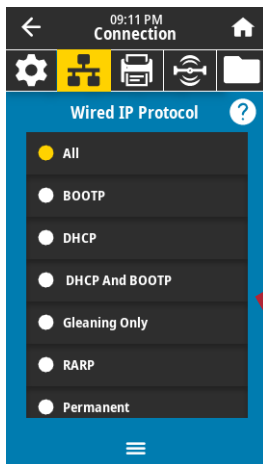 09:11 PM
Connection
Wired IP Protocol
?
All
BOOTP
DHCP
DHCP And BOOTP
Gleaning Only
RARP
Permanent